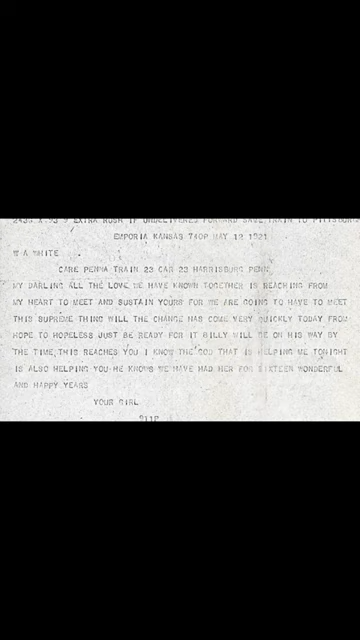 2433 X 93 9 EXTRA RUSH IF UNDELIVERED FORWARD SAVE TRAIN TO PITTSBURG
EMPORIA KANSAS 740P MAY 12 1921
W A WHITE
CARE PENNA TRAIN 23 CAR 23 HARRISBURG PENN
MY DARLING ALL THE LOVE WE HAVE KNOWN TOGETHER IS REACHING FROM
MY HEART TO MEET AND SUSTAIN YOURS FOR WE ARE GOING TO HAVE TO MEET
THIS SUPREME THING WILL THE CHANGE HAS COME VERY QUICKLY TODAY FROM
HOPE TO HOPELESS JUST BE READY FOR IT BILLY WILL BE ON HIS WAY BY
THE TIME THIS REACHES YOU I KNOW THE GOD THAT IS HELPING ME TONIGHT
IS ALSO HELPING YOU HE KNOWS WE HAVE HAD HER FOR SIXTEEN WONDERFUL
AND HAPPY YEARS
YOUR GIRL
911P